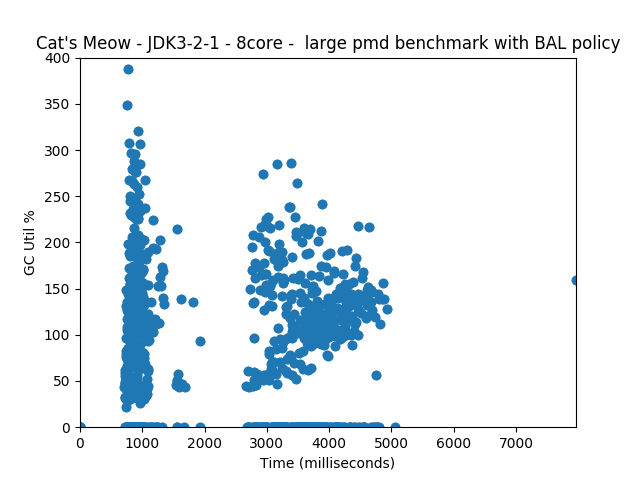 Cat's Meow - JDK3-2-1 - 8core -  large pmd benchmark with BAL policy
400
350
300
250
200
150
100
50
0
GC Util %
0 1000 2000 3000 4000 5000 6000 7000
Time (milliseconds)